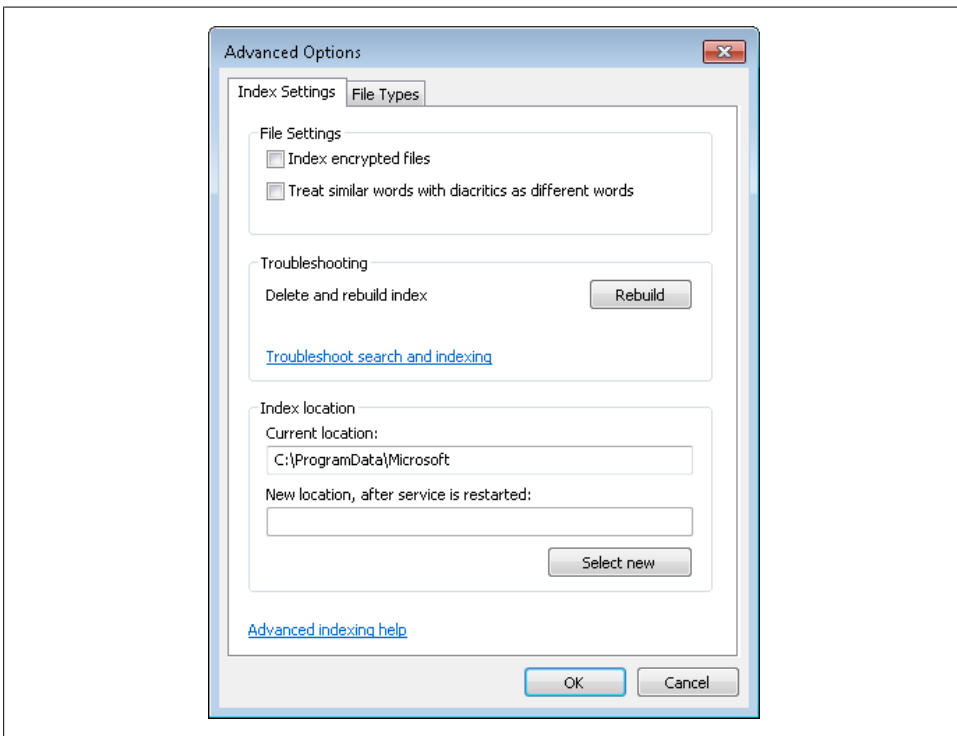 Advanced Options
Index Settings
File Types
File Settings
Index encrypted files
Treat similar words with diacritics as different words
Troubleshooting
Delete and rebuild index
Rebuild
Troubleshoot search and indexing
Index location
Current location:
C:\ProgramData\Microsoft
New location, after service is restarted:
Select new
Advanced indexing help
OK
Cancel